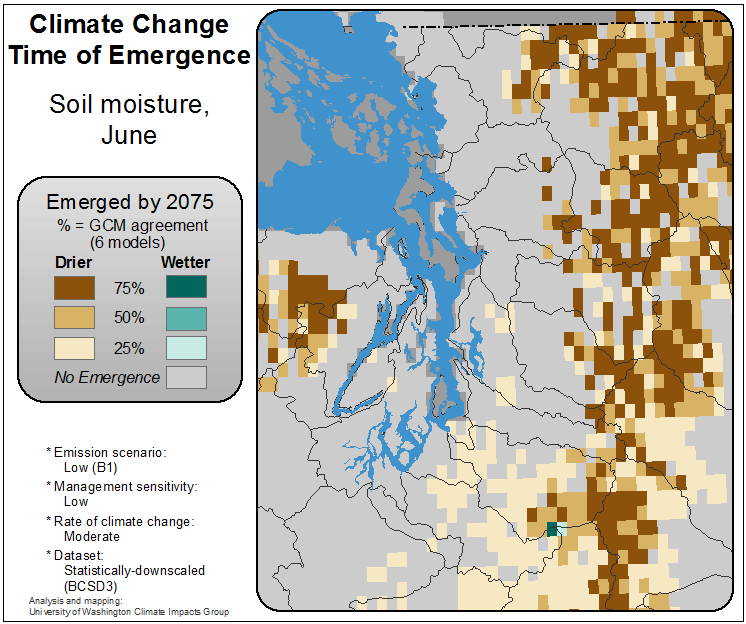 Climate Change
Time of Emergence
Soil moisture,
June
Emerged by 2075
% = GCM agreement
(6 models)
Drier Wetter
75%
50%
25%
No Emergence
* Emission scenario:
Low (B1)
* Management sensitivity:
Low
* Rate of climate change:
Moderate
* Dataset:
Statistically-downscaled
(BCSD3)
Analysis and mapping:
University of Washington Climate Impacts Group